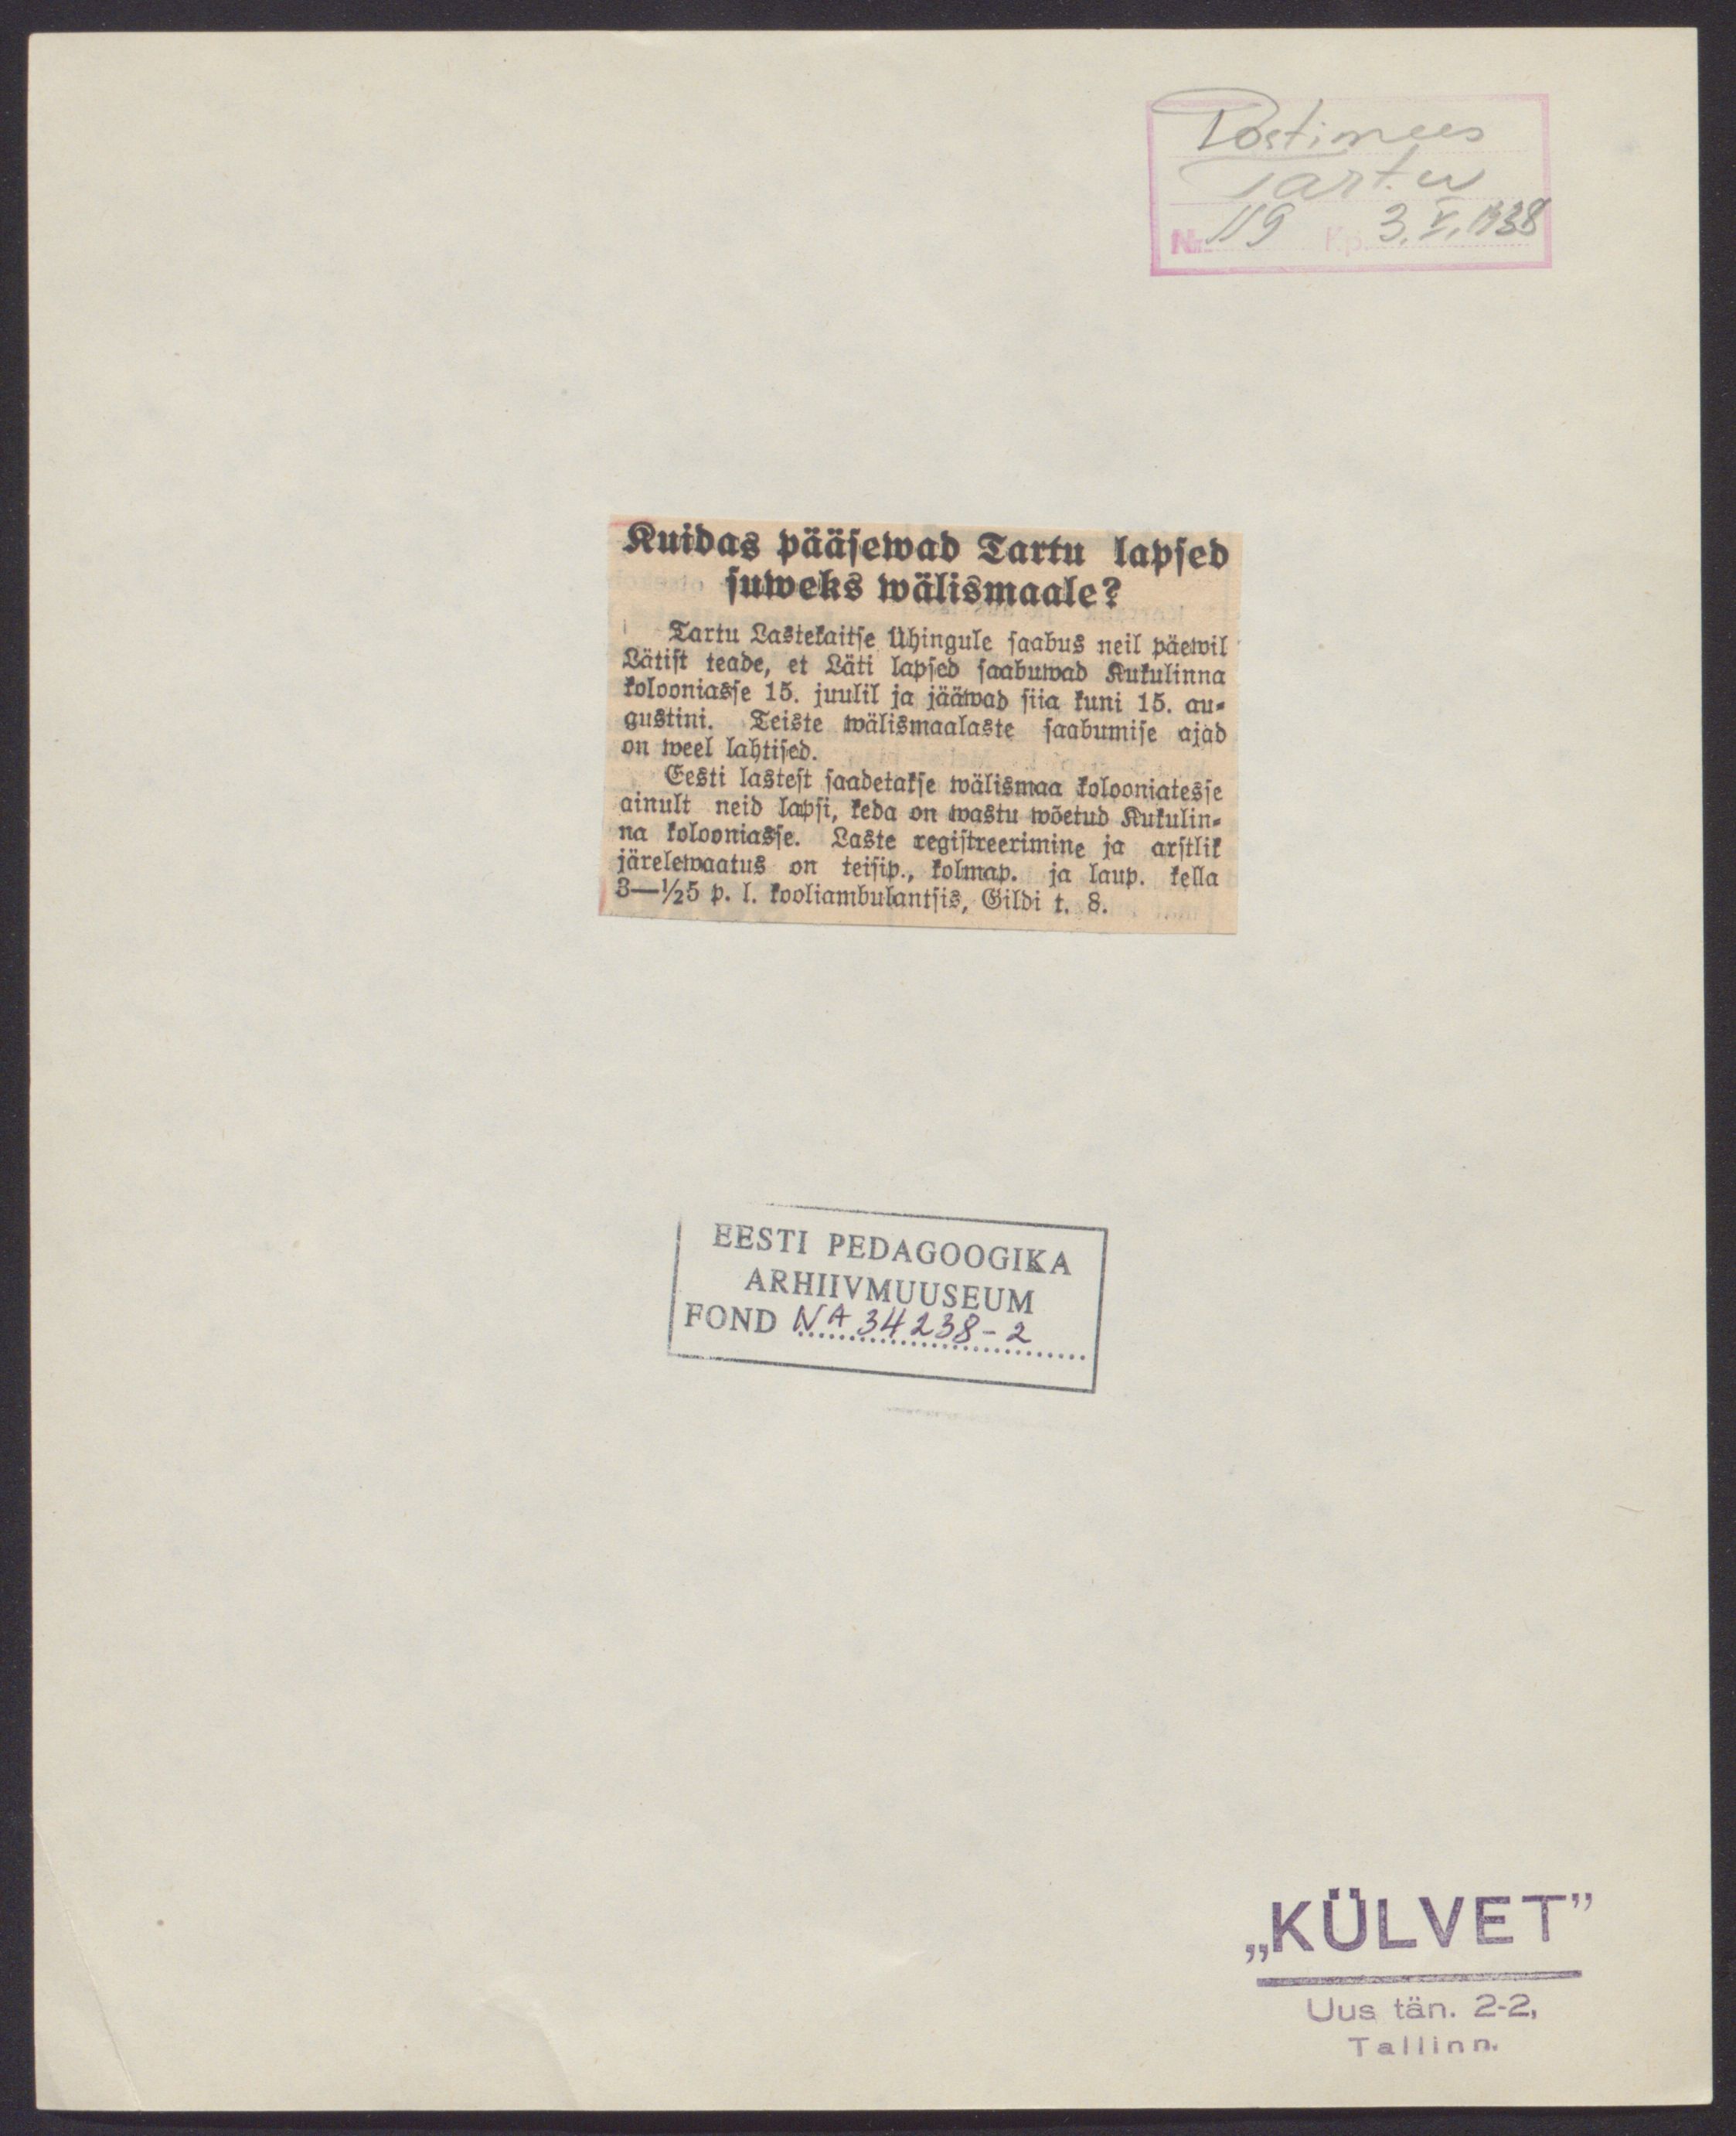 Postimees
Tartu
Nr. 119 Kp. 3. V. 1938
Kuidas pääsewad Tartu lapsed
suweks wälismaale?
Tartu Lastekaitse Ühingule saabus neil päewil
Lätist teade, et Läti lapsed saabuwad Kukulinna
kolooniasse 15. juulil ja jääwad siia kuni 15. au-
gustini. Teiste wälismaalaste saabumise ajad
on weel lahtised.
Eesti lastest saadetakse wälismaa kolooniatesse
ainult neid lapsi, keda on wastu wõetud Kukulin-
na kolooniasse. Laste registreerimine ja arstlik
järelewaatus on teisip., kolmap. ja laup. kella
3—½5 p. l. kooliambulantsis, Gildi t. 8.
EESTI PEDAGOOGIKA
ARHIIVMUUSEUM
FOND NA 34238-2
„KÜLVET”
Uus tän. 2-2,
Tallinn.